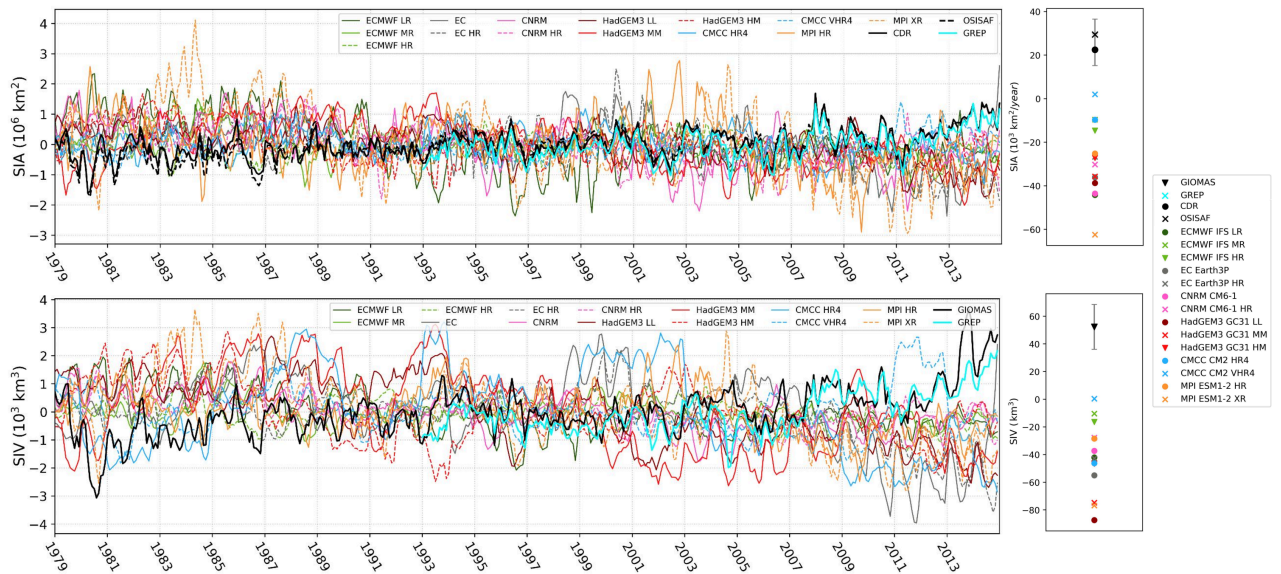 ECMWF LR EC CNRM HadGEM3 LL HadGEM3 HM CMCC VHR4 MPI XR OSISAF
ECMWF MR EC HR CNRM HR HadGEM3 MM CMCC HR4 MPI HR CDR GREP
ECMWF HR
SIA (10⁶ km²)
4
3
2
1
0
−1
−2
−3
1979 1981 1983 1985 1987 1989 1991 1993 1995 1997 1999 2001 2003 2005 2007 2009 2011 2013
SIA (10³ km²/year)
40
20
0
−20
−40
−60
ECMWF LR ECMWF HR EC HR CNRM HR HadGEM3 MM CMCC HR4 MPI HR GIOMAS
ECMWF MR EC CNRM HadGEM3 LL HadGEM3 HM CMCC VHR4 MPI XR GREP
SIV (10³ km³)
4
3
2
1
0
−1
−2
−3
−4
1979 1981 1983 1985 1987 1989 1991 1993 1995 1997 1999 2001 2003 2005 2007 2009 2011 2013
SIV (km³)
60
40
20
0
−20
−40
−60
−80
GIOMAS
GREP
CDR
OSISAF
ECMWF IFS LR
ECMWF IFS MR
ECMWF IFS HR
EC Earth3P
EC Earth3P HR
CNRM CM6-1
CNRM CM6-1 HR
HadGEM3 GC31 LL
HadGEM3 GC31 MM
HadGEM3 GC31 HM
CMCC CM2 HR4
CMCC CM2 VHR4
MPI ESM1-2 HR
MPI ESM1-2 XR